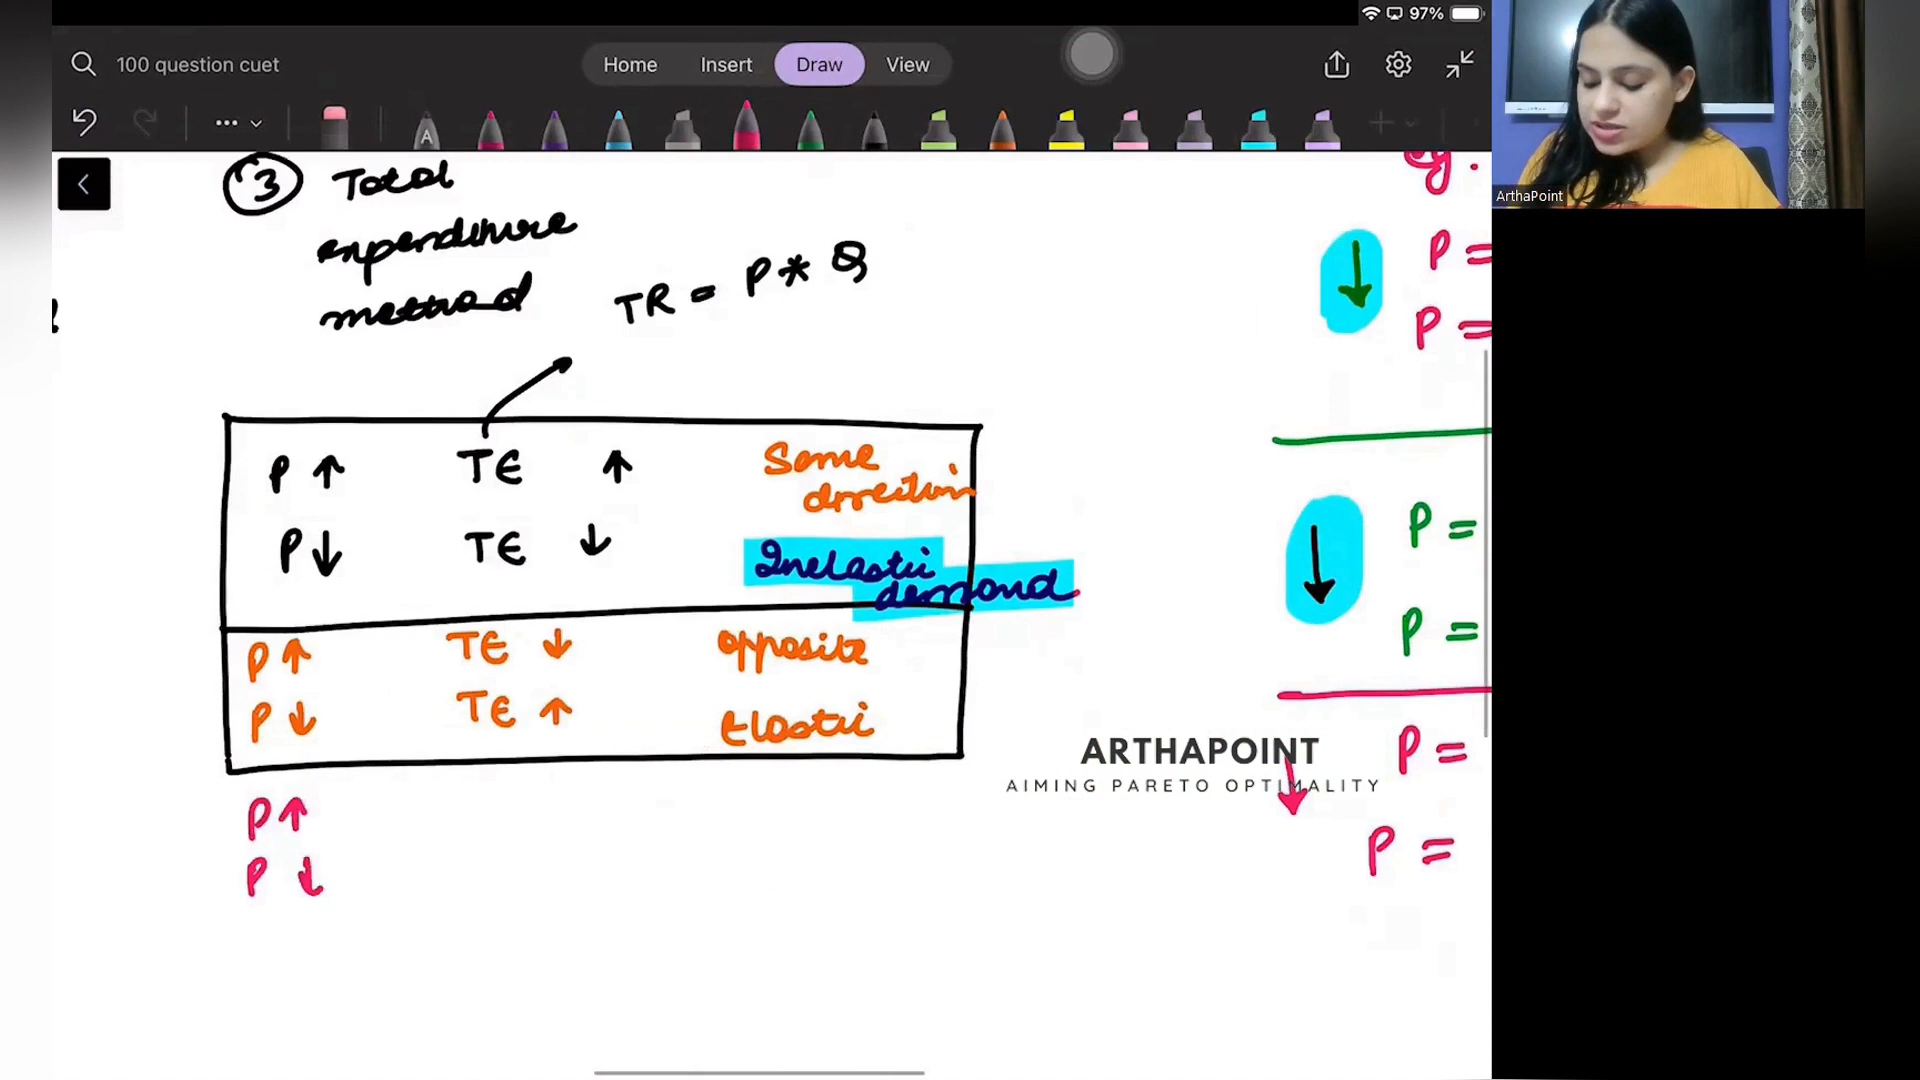 97%
100 question cuet
Home Insert Draw View
A
ArthaPoint
③ Total
expenditure
method
TR = P * Q
eg.
P =
P =
P ↑ TE ↑ Same
direction
P ↓ TE ↓ Inelastic
demand
P ↑ TE ↓ opposite
P ↓ TE ↑ Elastic
P ↑
P ↓
P =
P =
P =
P =
ARTHAPOINT
AIMING PARETO OPTIMALITY